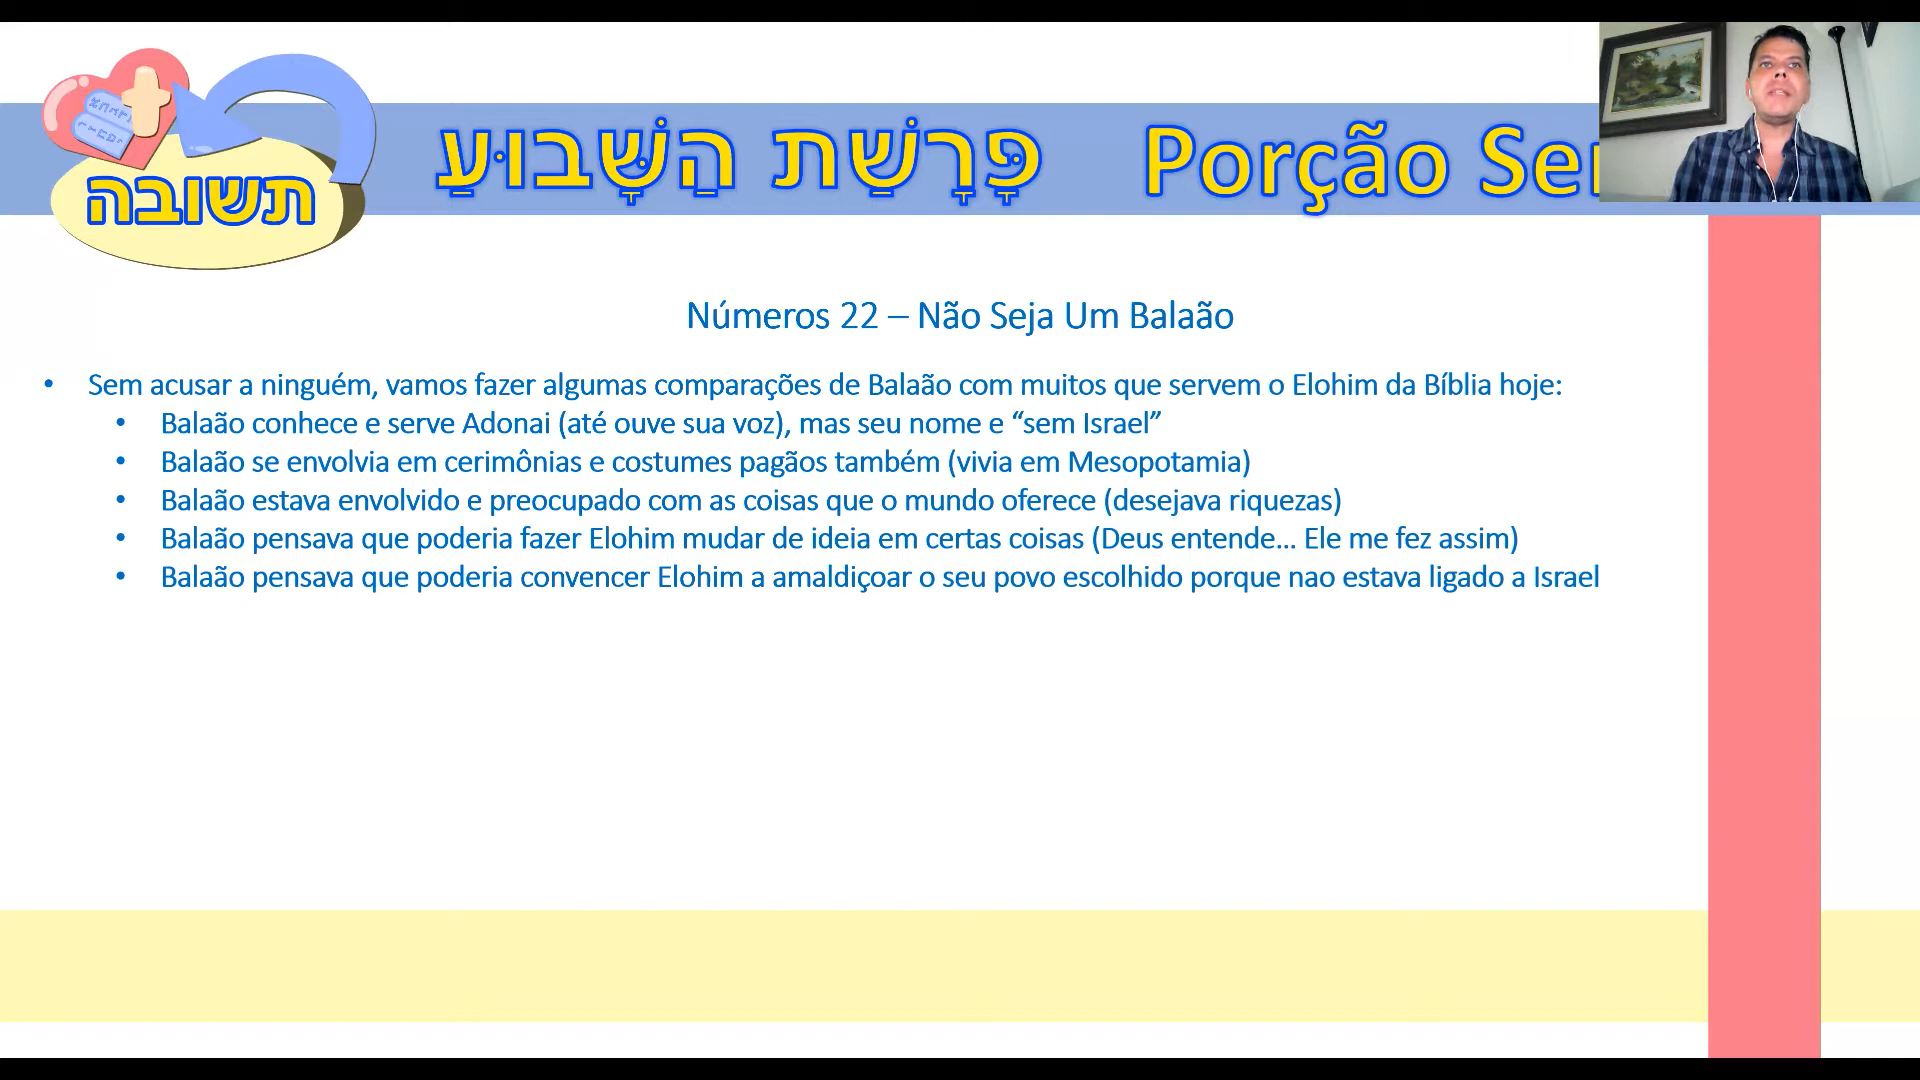 פָּרָשַׁת הַשָּׁבוּעַ Porção Se
תשובה
Números 22 – Não Seja Um Balaão
• Sem acusar a ninguém, vamos fazer algumas comparações de Balaão com muitos que servem o Elohim da Bíblia hoje:
• Balaão conhece e serve Adonai (até ouve sua voz), mas seu nome e “sem Israel”
• Balaão se envolvia em cerimônias e costumes pagãos também (vivia em Mesopotamia)
• Balaão estava envolvido e preocupado com as coisas que o mundo oferece (desejava riquezas)
• Balaão pensava que poderia fazer Elohim mudar de ideia em certas coisas (Deus entende... Ele me fez assim)
• Balaão pensava que poderia convencer Elohim a amaldiçoar o seu povo escolhido porque nao estava ligado a Israel